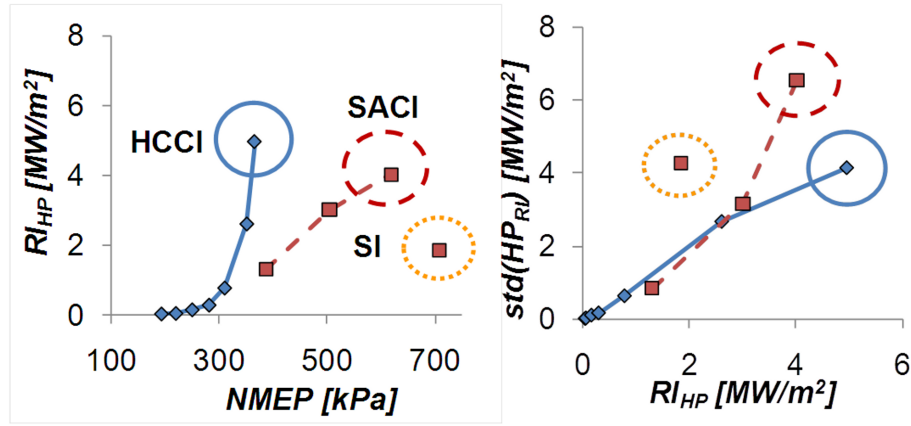 RI_HP [MW/m²]
8
6
4
2
0
HCCI
SACI
SI
100 300 500 700
NMEP [kPa]
std(HP_RI) [MW/m²]
8
6
4
2
0
0 2 4 6
RI_HP [MW/m²]